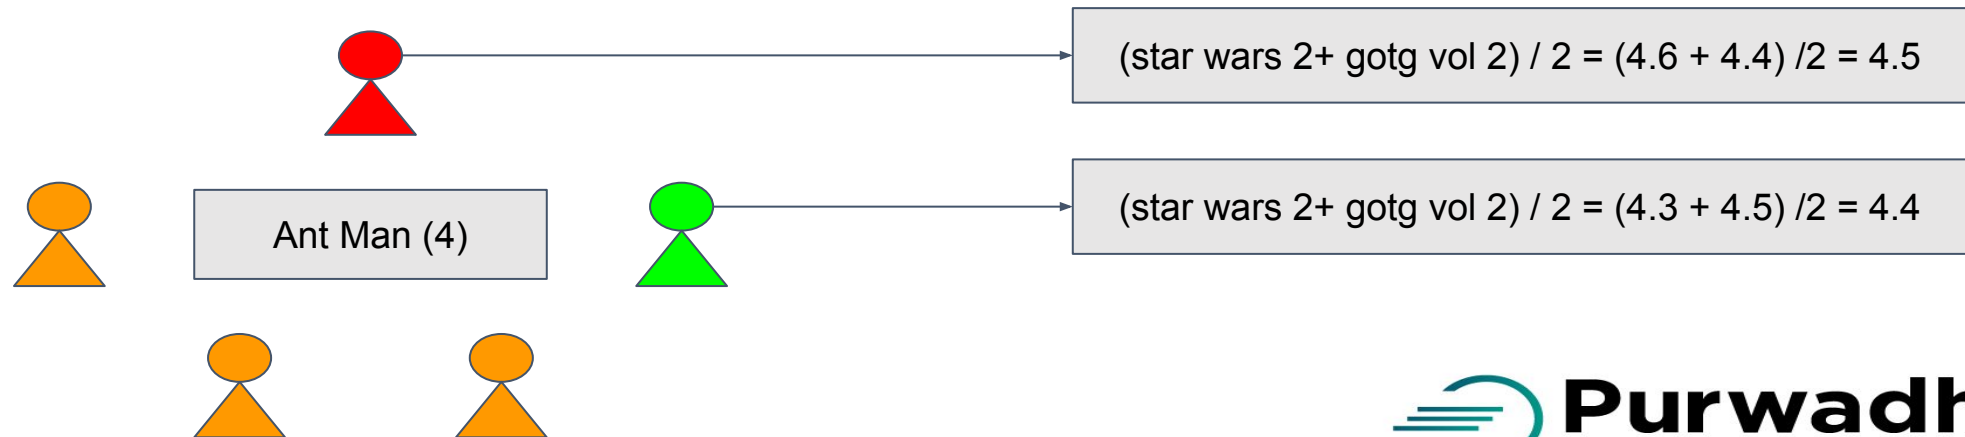 (star wars 2+ gotg vol 2) / 2 = (4.6 + 4.4) /2 = 4.5
(star wars 2+ gotg vol 2) / 2 = (4.3 + 4.5) /2 = 4.4
Ant Man (4)
Purwadh